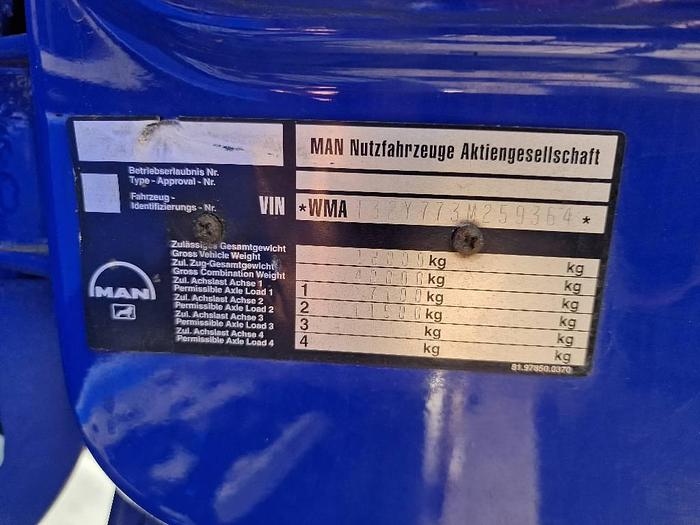 MAN Nutzfahrzeuge Aktiengesellschaft
Betriebserlaubnis Nr.
Type - Approval - Nr.
Fahrzeug -
Identifizierungs - Nr. VIN *WMA 132Y773M259364 *
Zulässiges Gesamtgewicht
Gross Vehicle Weight kg kg
Zul. Zug-Gesamtgewicht
Gross Combination Weight kg kg
Zul. Achslast Achse 1
Permissible Axle Load 1 1 kg kg
Zul. Achslast Achse 2
Permissible Axle Load 2 2 11500 kg kg
Zul. Achslast Achse 3
Permissible Axle Load 3 3 kg kg
Zul. Achslast Achse 4
Permissible Axle Load 4 4 kg kg
MAN
81.97850.0370